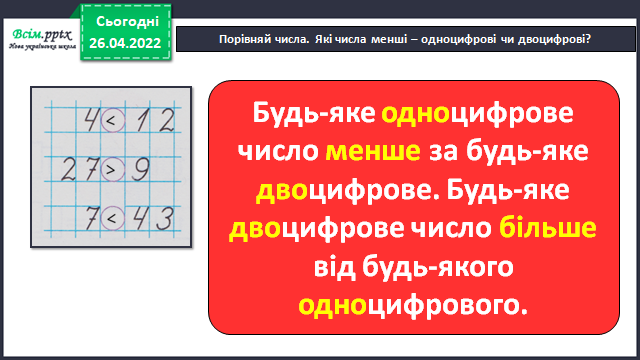 Всім.pptx
Нова українська школа
Сьогодні
26.04.2022
Порівняй числа. Які числа менші – одноцифрові чи двоцифрові?
4 < 12
27 > 9
7 < 43
Будь-яке одноцифрове
число менше за будь-яке
двоцифрове. Будь-яке
двоцифрове число більше
від будь-якого
одноцифрового.